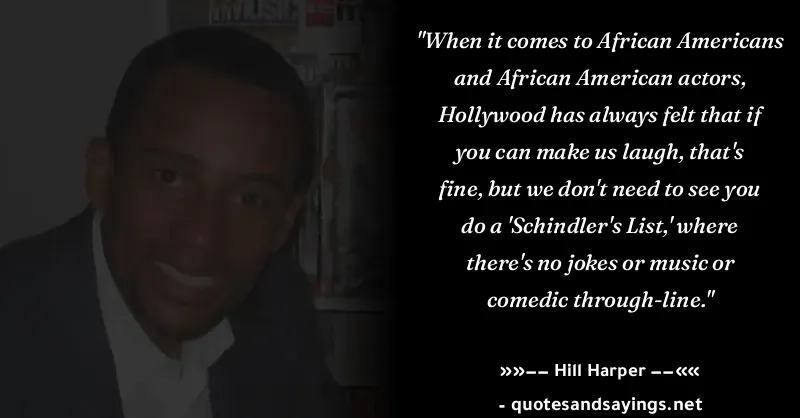 MUSIC
"When it comes to African Americans
and African American actors,
Hollywood has always felt that if
you can make us laugh, that's
fine, but we don't need to see you
do a 'Schindler's List,' where
there's no jokes or music or
comedic through-line."
»»−− Hill Harper −−««
- quotesandsayings.net